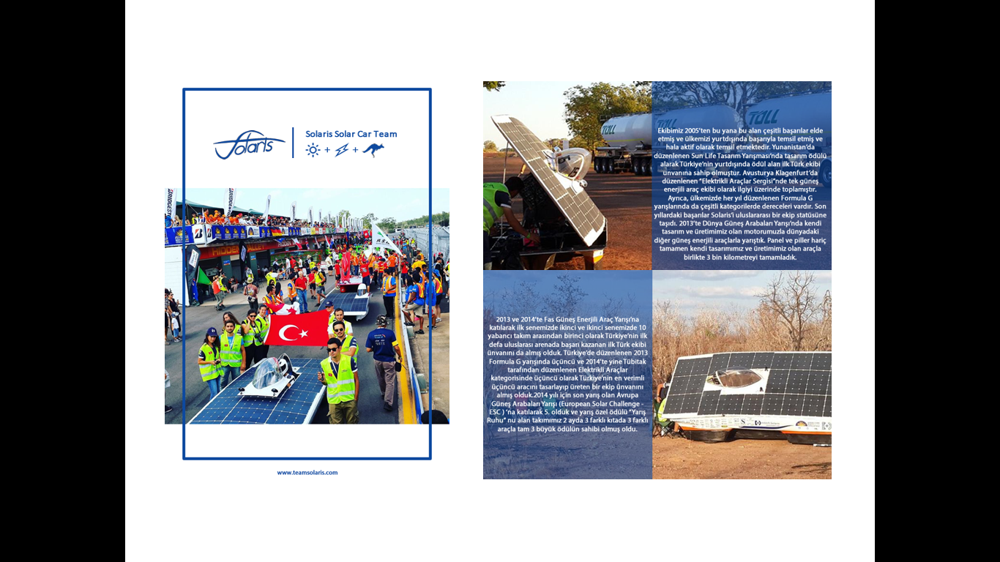 Solaris
Solaris Solar Car Team
+ +
BRIDGEST
BRIDGES
HIDDEN VALLEY
www.teamsolaris.com
TOLL
TOLL
TOLL
Ekibimiz 2005'ten bu yana bu alan çeşitli başarılar elde
etmiş ve ülkemizi yurtdışında başarıyla temsil etmiş ve
hala aktif olarak temsil etmektedir. Yunanistan'da
düzenlenen Sun Life Tasarım Yarışması'nda tasarım ödülü
alarak Türkiye'nin yurtdışında ödül alan ilk Türk ekibi
ünvanına sahip olmuştur. Avusturya Klagenfurt'da
düzenlenen "Elektrikli Araçlar Sergisi"nde tek güneş
enerjili araç ekibi olarak ilgiyi üzerinde toplamıştır.
Ayrıca, ülkemizde her yıl düzenlenen Formula G
yarışlarında da çeşitli kategorilerde dereceleri vardır. Son
yıllardaki başarılar Solaris'i uluslararası bir ekip statüsüne
taşıdı. 2013'te Dünya Güneş Arabaları Yarışı'nda kendi
tasarım ve üretimimiz olan motorumuzla dünyadaki
diğer güneş enerjili araçlarla yarıştık. Panel ve piller hariç
tamamen kendi tasarımımız ve üretimimiz olan araçla
birlikte 3 bin kilometreyi tamamladık.
2013 ve 2014'te Fas Güneş Enerjili Araç Yarışı'na
katılarak ilk senemizde ikinci ve ikinci senemizde 10
yabancı takım arasından birinci olarak Türkiye'nin ilk
defa uluslarası arenada başarı kazanan ilk Türk ekibi
ünvanını da almış olduk. Türkiye'de düzenlenen 2013
Formula G yarışında üçüncü ve 2014'te yine Tübitak
tarafından düzenlenen Elektrikli Araçlar
kategorisinde üçüncü olarak Türkiye'nin en verimli
üçüncü aracını tasarlayıp üreten bir ekip ünvanını
almış olduk.2014 yılı için son yarış olan Avrupa
Güneş Arabaları Yarışı (European Solar Challenge -
ESC ) 'na katılarak 5. olduk ve yarış özel ödülü "Yarış
Ruhu" nu alan takımımız 2 ayda 3 farklı kıtada 3 farklı
araçla tam 3 büyük ödülün sahibi olmuş oldu.